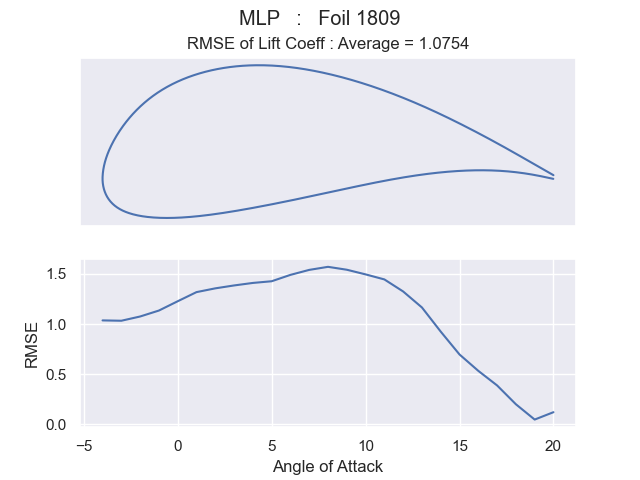 MLP : Foil 1809
RMSE of Lift Coeff : Average = 1.0754
1.5
1.0
0.5
0.0
RMSE
−5 0 5 10 15 20
Angle of Attack